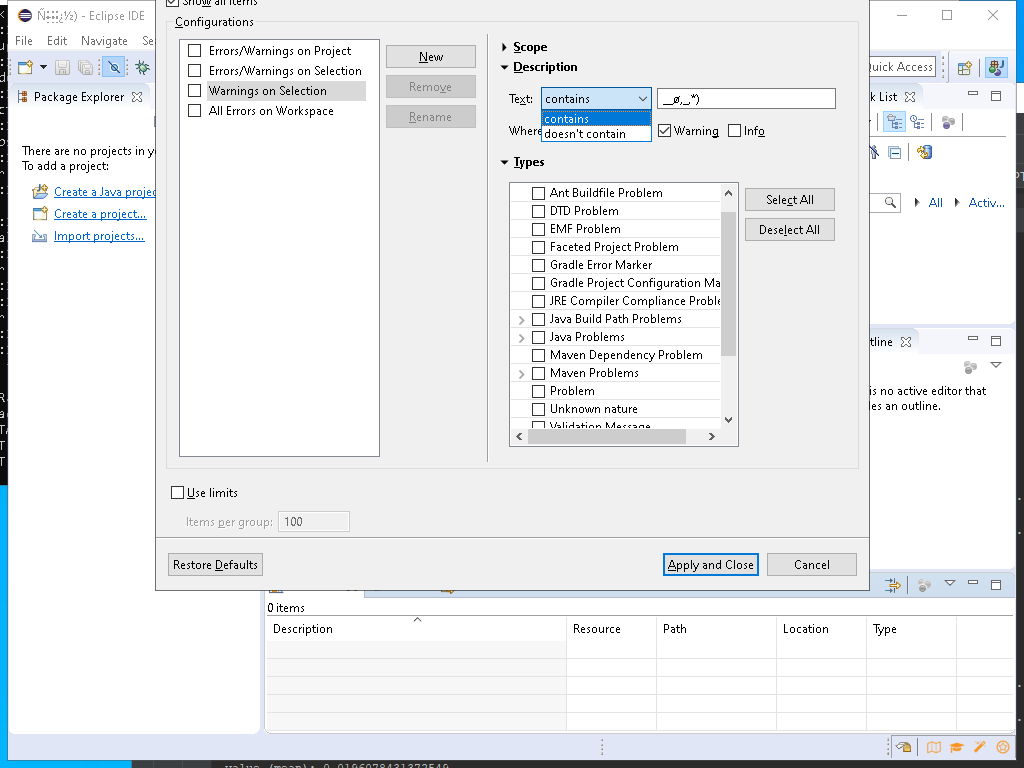 Show all items
Ñ┅┅¿½) - Eclipse IDE
File Edit Navigate Se
Configurations
Errors/Warnings on Project
Errors/Warnings on Selection
Warnings on Selection
All Errors on Workspace
New
Remove
Rename
Scope
Description
Text: contains __ø,_.*)
contains
doesn't contain
Where
Warning Info
Types
Ant Buildfile Problem
DTD Problem
EMF Problem
Faceted Project Problem
Gradle Error Marker
Gradle Project Configuration Ma
JRE Compiler Compliance Proble
Java Build Path Problems
Java Problems
Maven Dependency Problem
Maven Problems
Problem
Unknown nature
Validation Message
Select All
Deselect All
Use limits
Items per group: 100
Restore Defaults
Apply and Close
Cancel
Package Explorer
There are no projects in y
To add a project:
Create a Java projec
Create a project...
Import projects...
uick Access
k List
All Activ...
tline
is no active editor that
les an outline.
0 items
Description Resource Path Location Type
value (mean): 0.0196078431372549